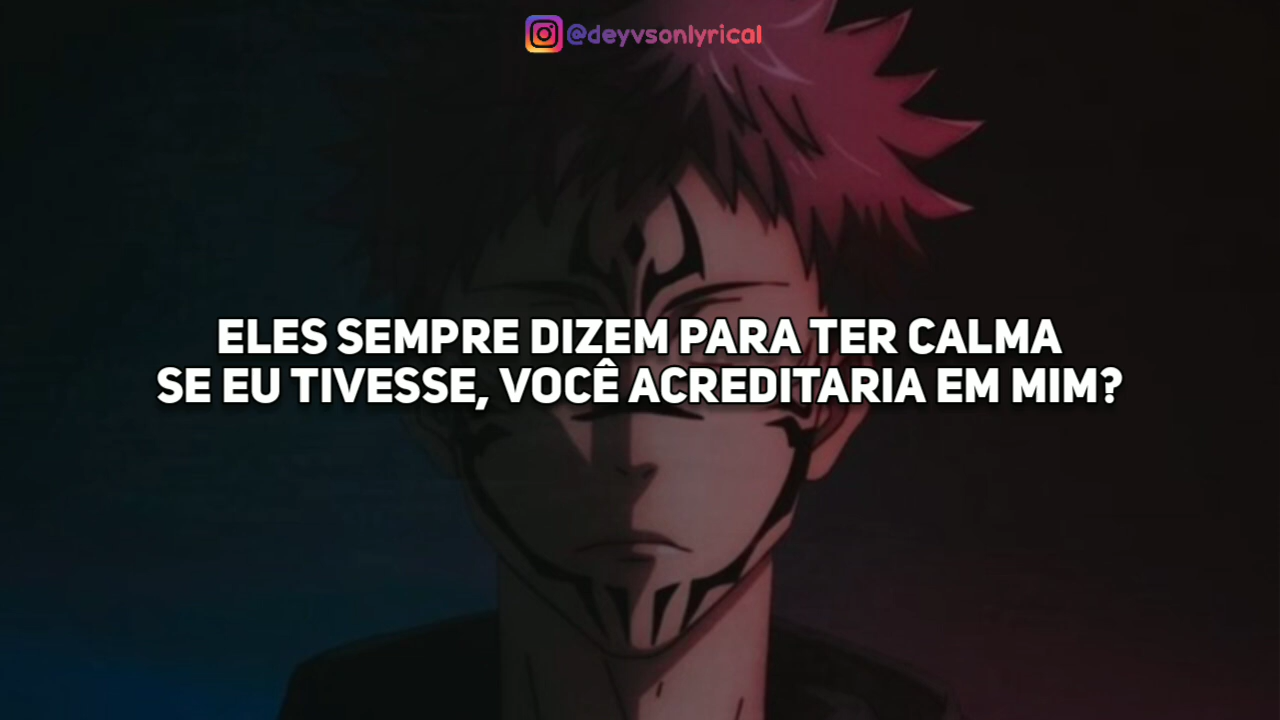 @deyvsonlyrical
ELES SEMPRE DIZEM PARA TER CALMA
SE EU TIVESSE, VOCÊ ACREDITARIA EM MIM?